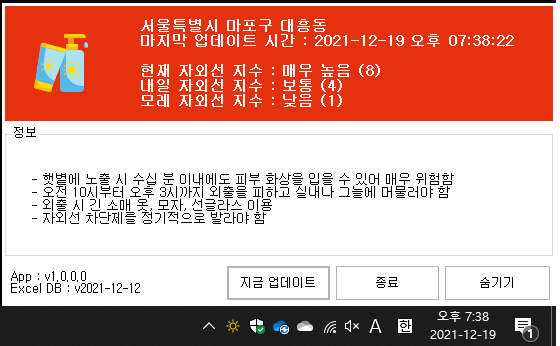 서울특별시 마포구 대흥동
마지막 업데이트 시간 : 2021-12-19 오후 07:38:22
현재 자외선 지수 : 매우 높음 (8)
내일 자외선 지수 : 보통 (4)
모레 자외선 지수 : 낮음 (1)
정보
- 햇볕에 노출 시 수십 분 이내에도 피부 화상을 입을 수 있어 매우 위험함
- 오전 10시부터 오후 3시까지 외출을 피하고 실내나 그늘에 머물러야 함
- 외출 시 긴 소매 옷, 모자, 선글라스 이용
- 자외선 차단제를 정기적으로 발라야 함
App : v1.0.0.0
Excel DB : v2021-12-12
지금 업데이트
종료
숨기기
A
한
오후 7:38
2021-12-19
1